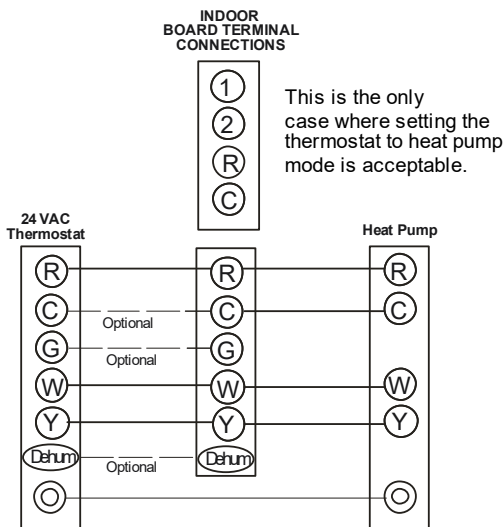 INDOOR
BOARD TERMINAL
CONNECTIONS
1
2
R
C
This is the only
case where setting the
thermostat to heat pump
mode is acceptable.
24 VAC
Thermostat
Heat Pump
R R R
C Optional C C
G Optional G
W W W
Y Y Y
Dehum Optional Dehum